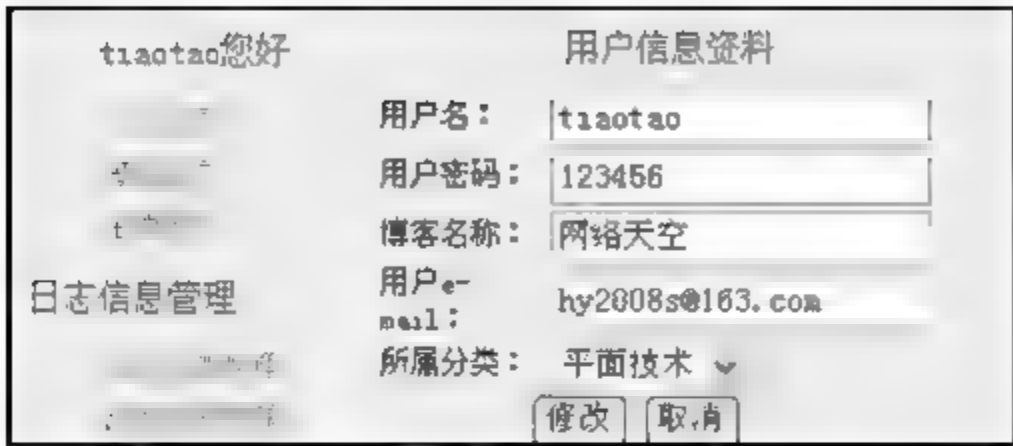 tiaotao您好
用户信息资料
用户名：
tiaotao
用户密码：
123456
博客名称：
网络天空
用户e-
mail：
hy2008s@163.com
日志信息管理
所属分类：
平面技术
修改
取消